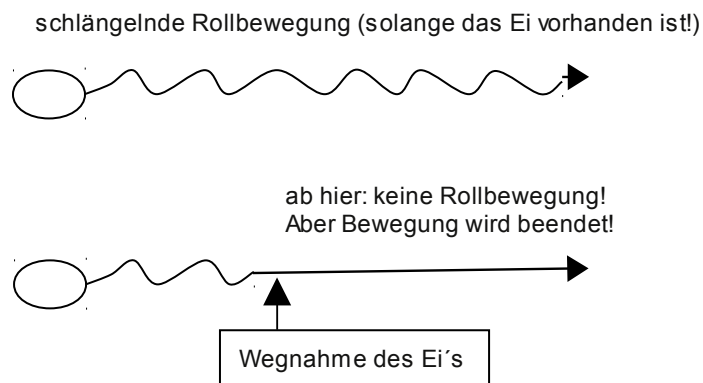 schlängelnde Rollbewegung (solange das Ei vorhanden ist!)
ab hier: keine Rollbewegung!
Aber Bewegung wird beendet!
Wegnahme des Ei´s